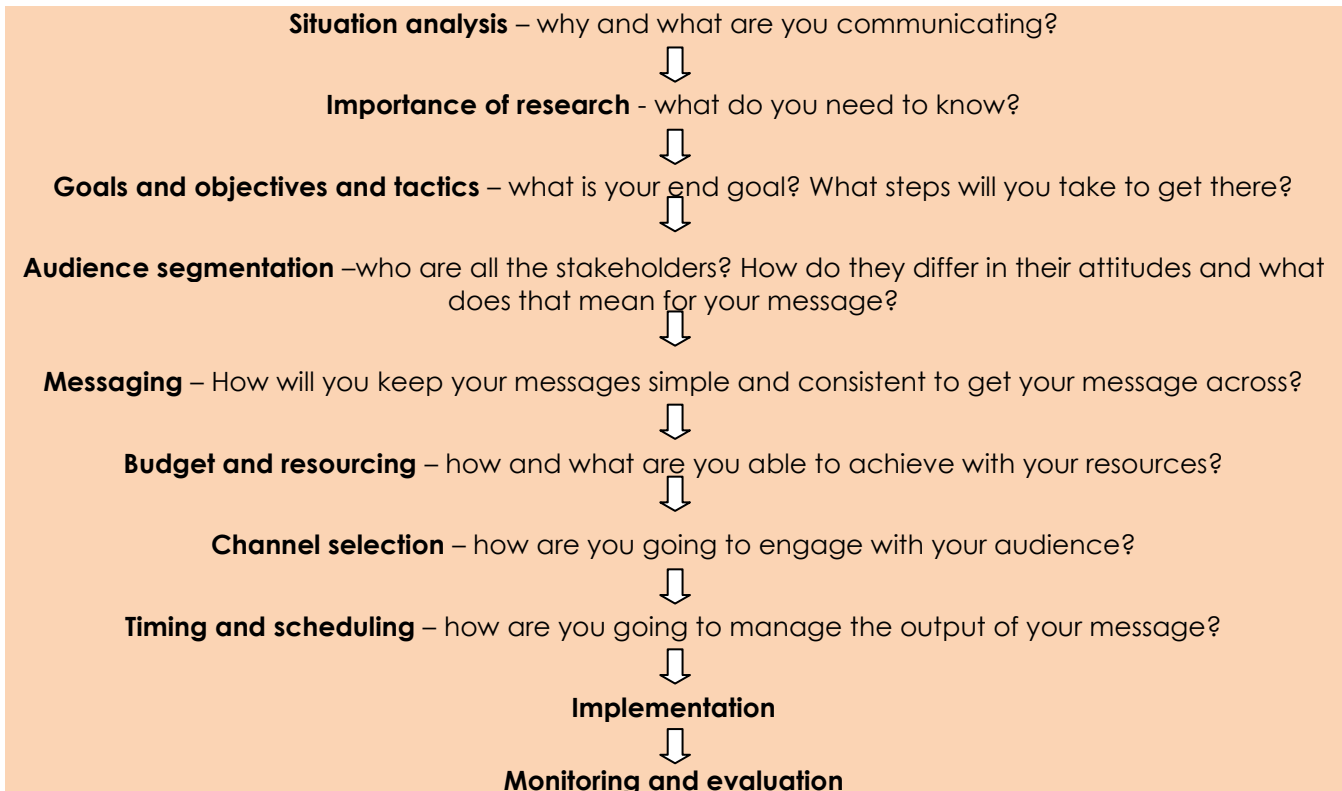 Situation analysis – why and what are you communicating?
Importance of research - what do you need to know?
Goals and objectives and tactics – what is your end goal? What steps will you take to get there?
Audience segmentation –who are all the stakeholders? How do they differ in their attitudes and what
does that mean for your message?
Messaging – How will you keep your messages simple and consistent to get your message across?
Budget and resourcing – how and what are you able to achieve with your resources?
Channel selection – how are you going to engage with your audience?
Timing and scheduling – how are you going to manage the output of your message?
Implementation
Monitoring and evaluation